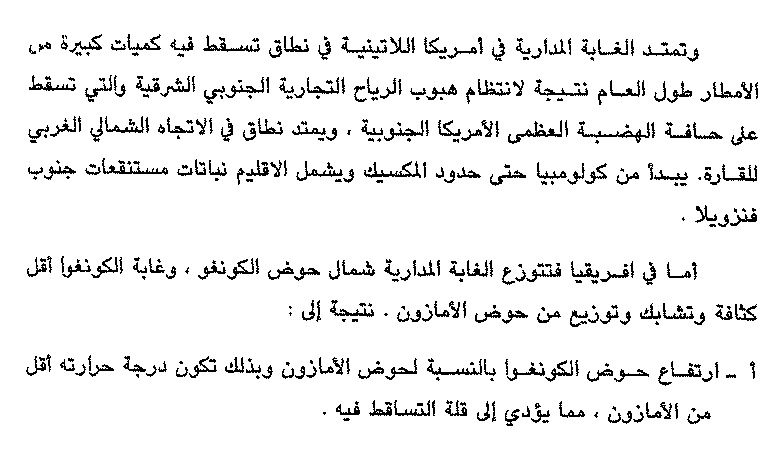 وتمتد الغابة المدارية في أمريكا اللاتينية في نطاق تسقط فيه كميات كبيرة من
الأمطار طول العام نتيجة لانتظام هبوب الرياح التجارية الجنوبي الشرقية والتي تسقط
على حافة الهضبة العظمى الأمريكا الجنوبية ، ويمتد نطاق في الاتجاه الشمالي الغربي
للقارة. يبدأ من كولومبيا حتى حدود المكسيك ويشمل الاقليم نباتات مستنقعات جنوب
فنزويلا .
أما في افريقيا فتتوزع الغابة المدارية شمال حوض الكونغو ، وغابة الكونغوا أقل
كثافة وتشابك وتوزيع من حوض الأمازون . نتيجة إلى :
أ ـ ارتفاع حوض الكونغوا بالنسبة لحوض الأمازون وبذلك تكون درجة حرارته أقل
من الأمازون ، مما يؤدي إلى قلة التساقط فيه .